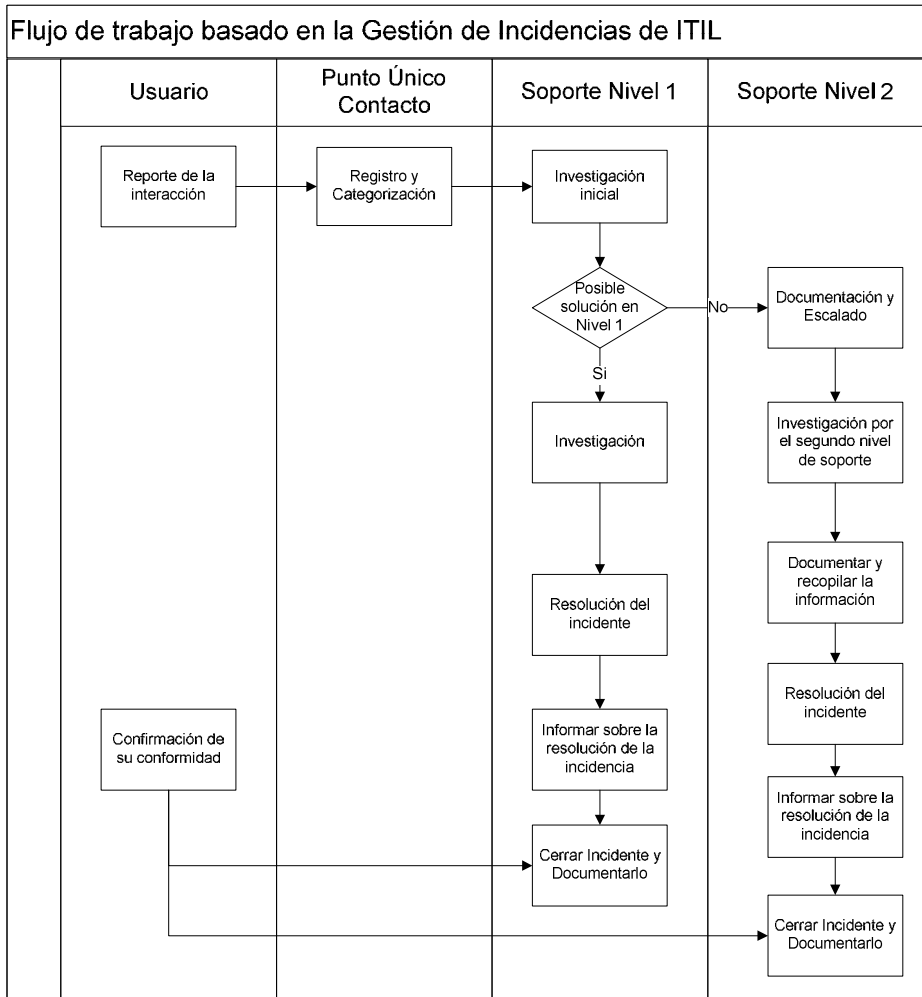 Flujo de trabajo basado en la Gestión de Incidencias de ITIL
Usuario
Punto Único
Contacto
Soporte Nivel 1
Soporte Nivel 2
Reporte de la
interacción
Registro y
Categorización
Investigación
inicial
Posible
solución en
Nivel 1
No
Documentación y
Escalado
Si
Investigación
Investigación por
el segundo nivel
de soporte
Documentar y
recopilar la
información
Resolución del
incidente
Resolución del
incidente
Confirmación de
su conformidad
Informar sobre la
resolución de la
incidencia
Informar sobre la
resolución de la
incidencia
Cerrar Incidente y
Documentarlo
Cerrar Incidente y
Documentarlo